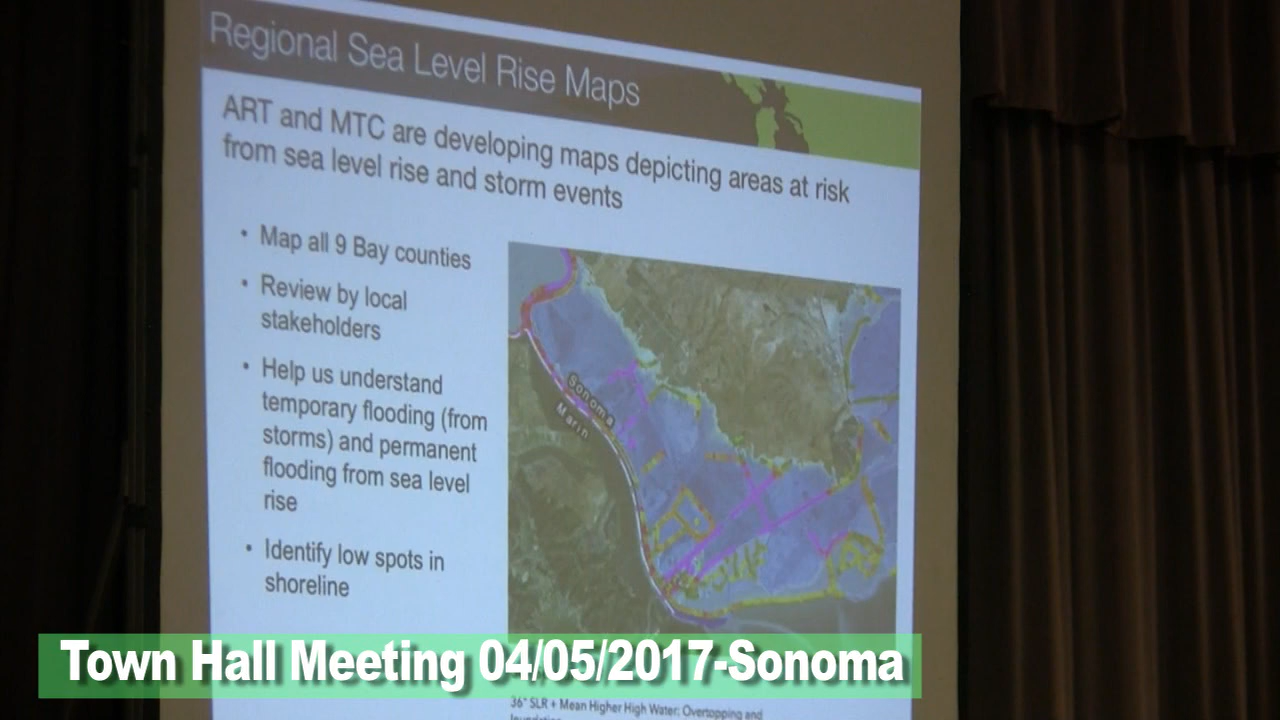 Regional Sea Level Rise Maps
ART and MTC are developing maps depicting areas at risk
from sea level rise and storm events
• Map all 9 Bay counties
• Review by local
stakeholders
• Help us understand
temporary flooding (from
storms) and permanent
flooding from sea level
rise
• Identify low spots in
shoreline
Sonoma
Marin
Town Hall Meeting 04/05/2017-Sonoma
36" SLR + Mean Higher High Water: Overtopping and